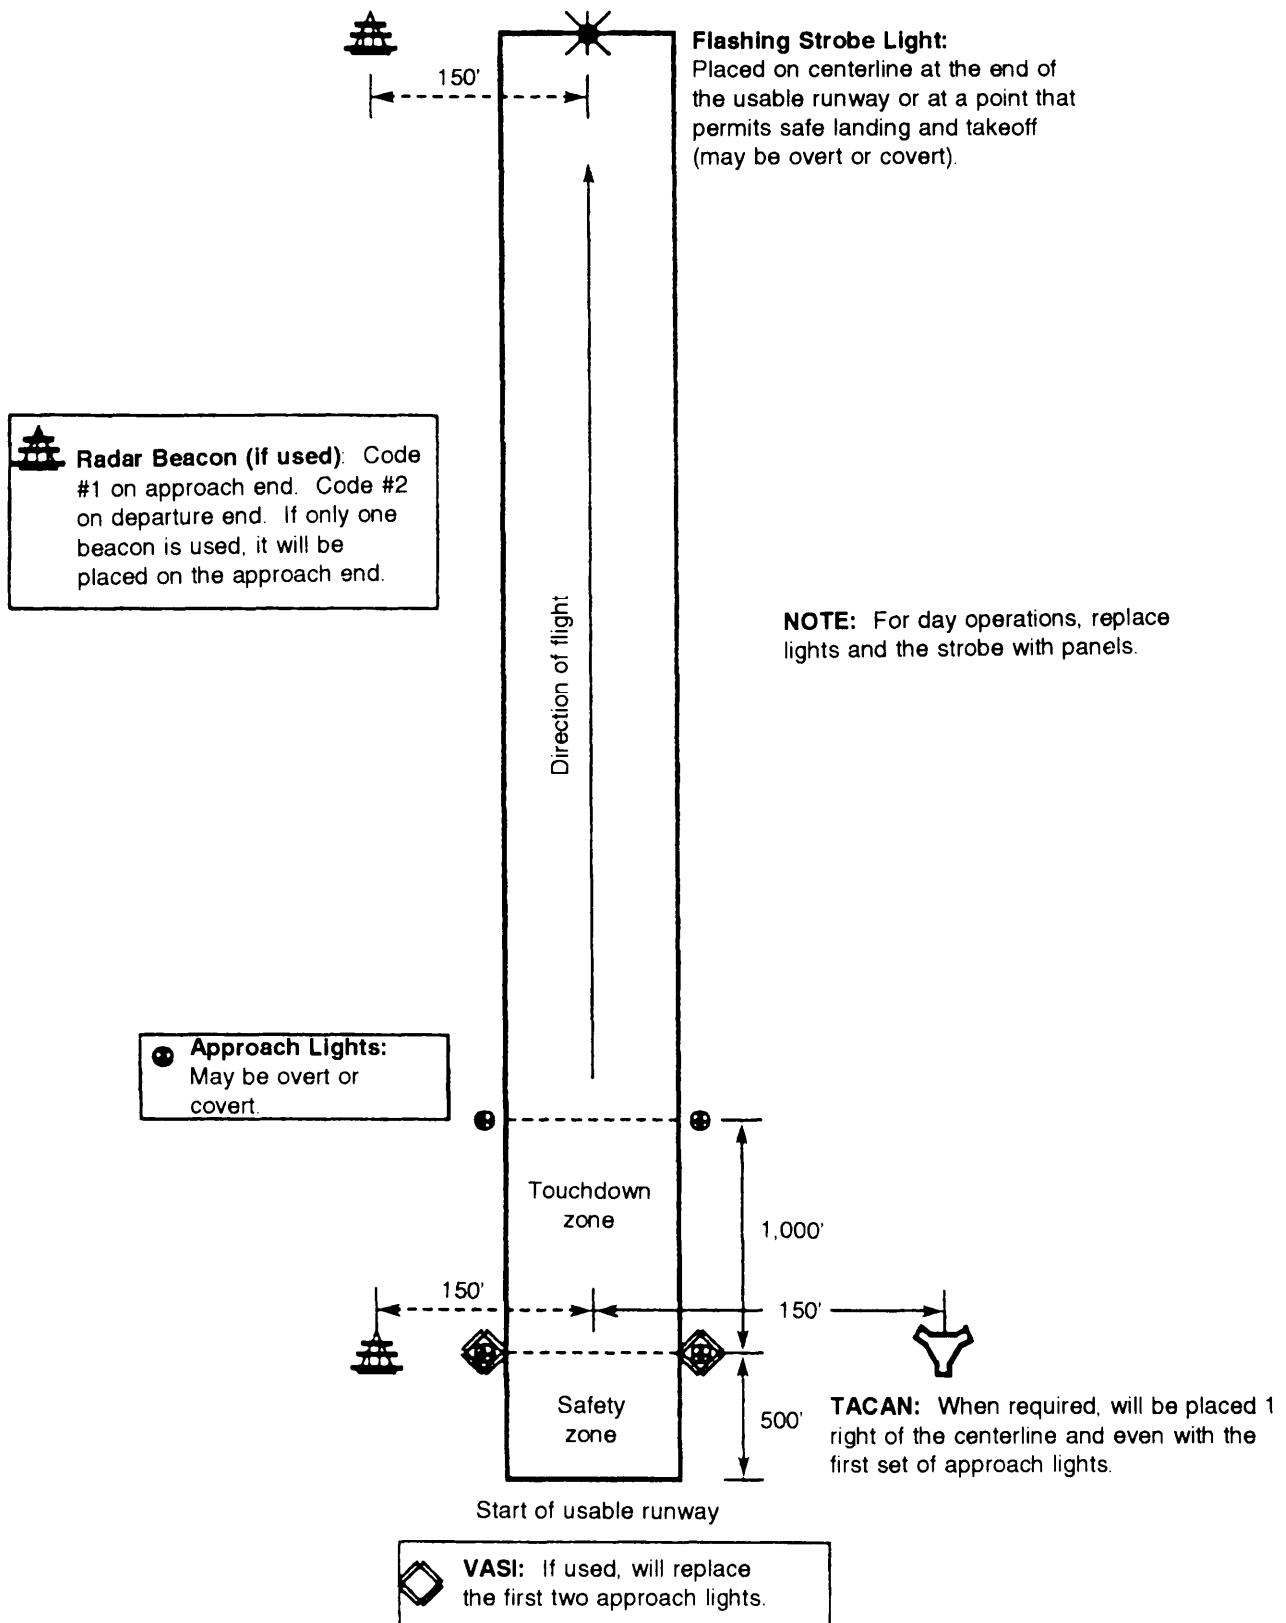 Flashing Strobe Light:
Placed on centerline at the end of
the usable runway or at a point that
permits safe landing and takeoff
(may be overt or covert).
150'
Radar Beacon (if used): Code
#1 on approach end. Code #2
on departure end. If only one
beacon is used, it will be
placed on the approach end.
Direction of flight
NOTE: For day operations, replace
lights and the strobe with panels.
Approach Lights:
May be overt or
covert.
Touchdown
zone
1,000'
150'
150'
Safety
zone
500'
TACAN: When required, will be placed 1
right of the centerline and even with the
first set of approach lights.
Start of usable runway
VASI: If used, will replace
the first two approach lights.